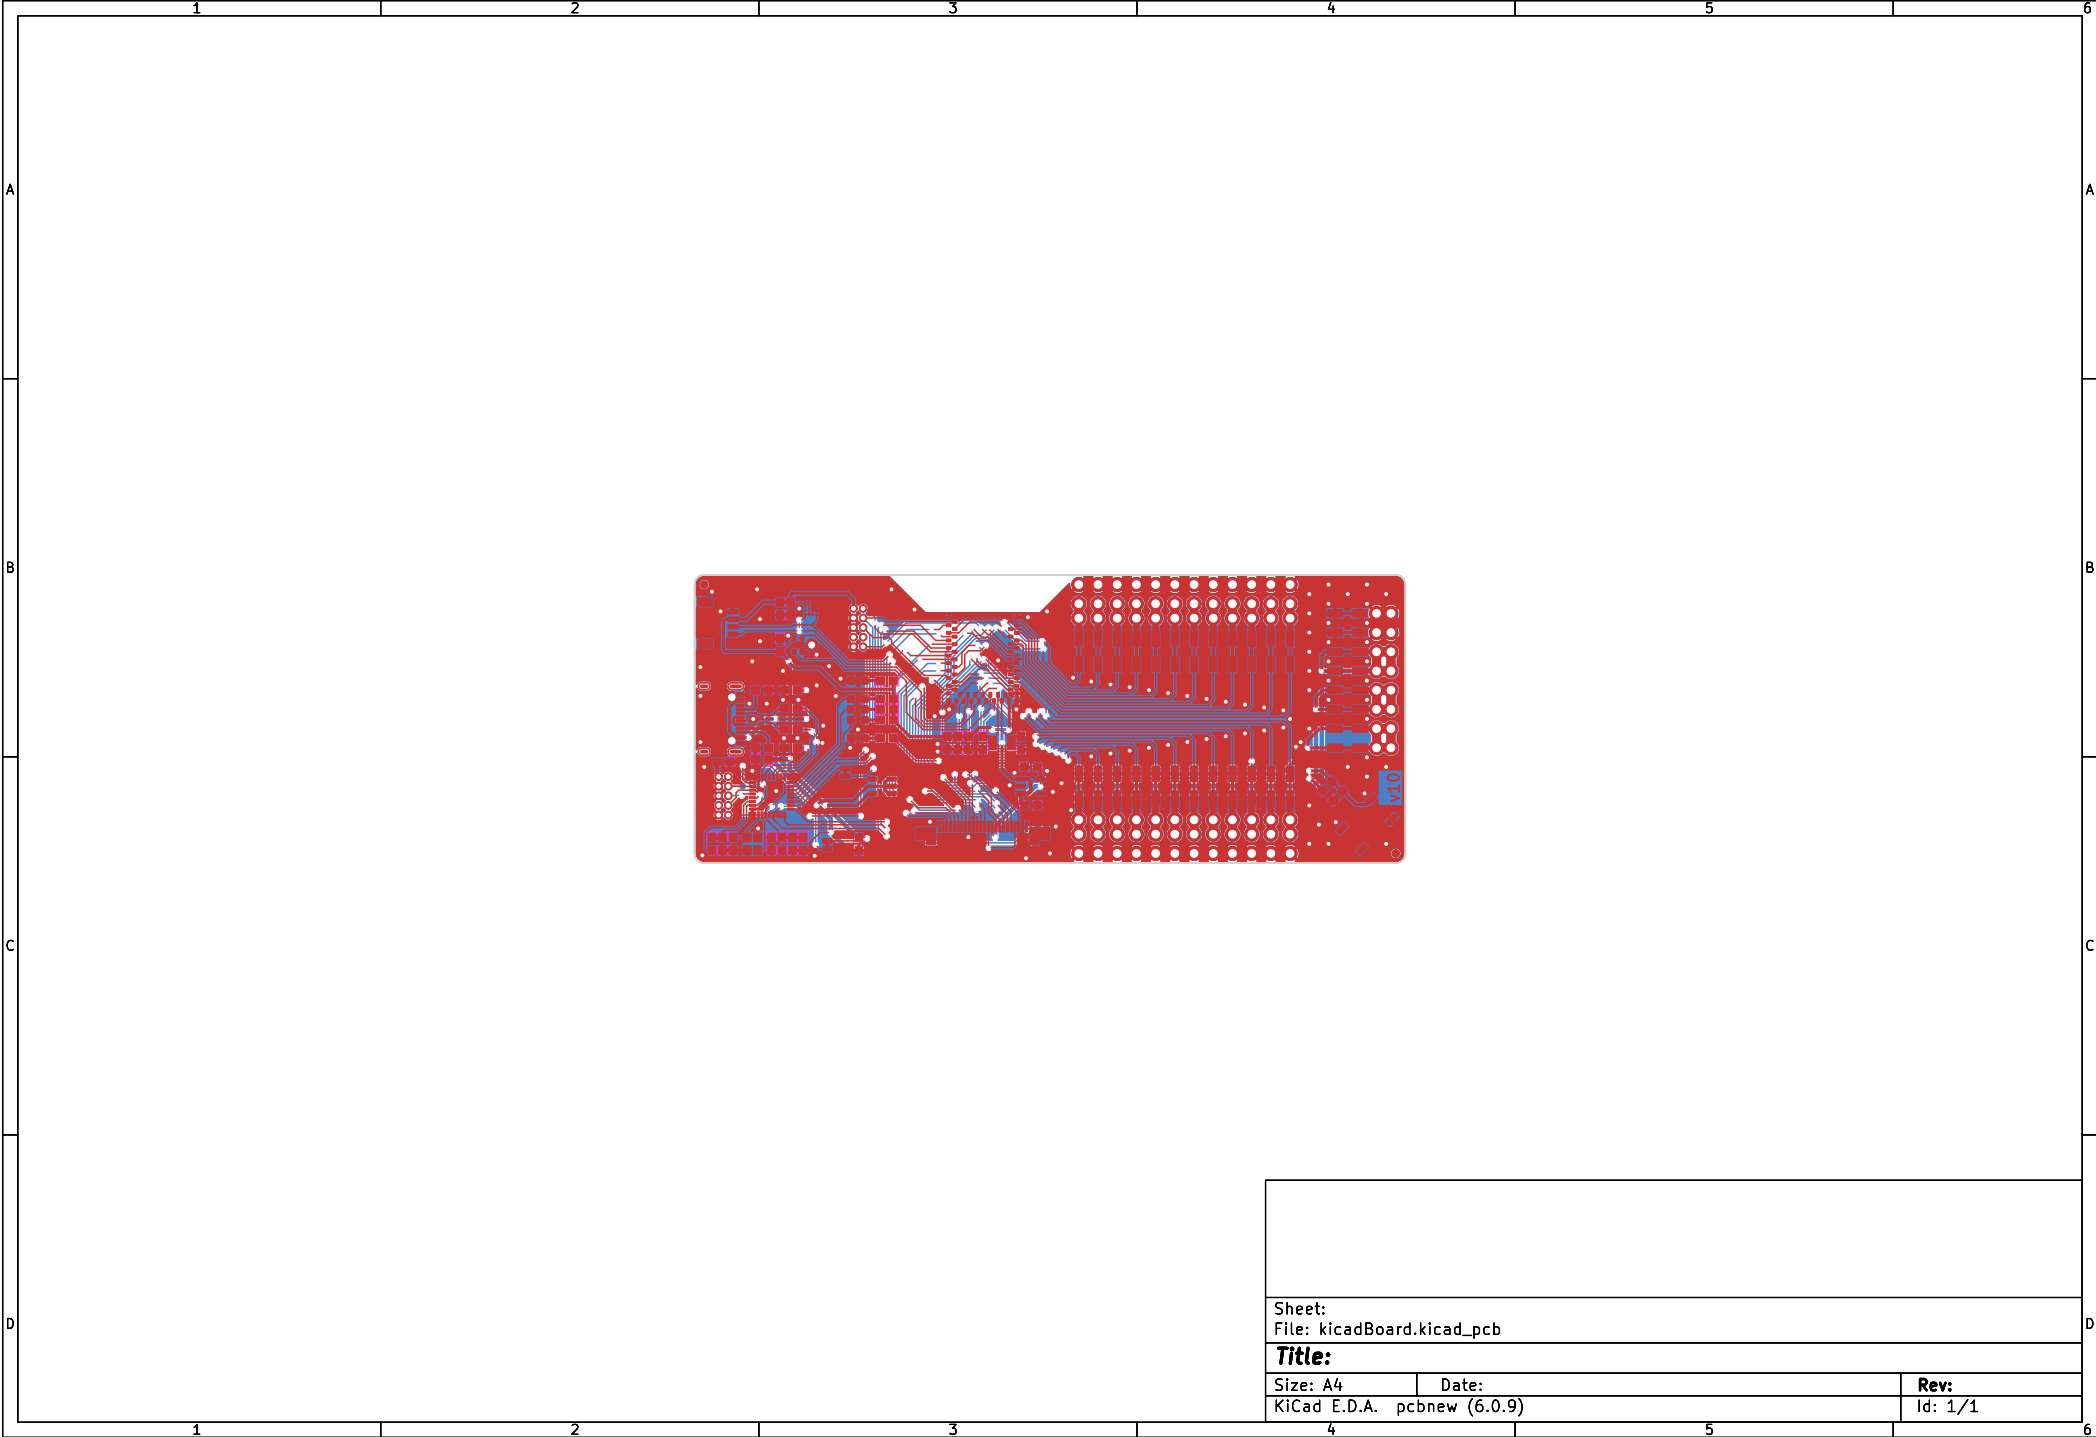 1 2 3 4 5 6
A A
B B
v10
C C
Sheet:
File: kicadBoard.kicad_pcb
D D
Title:
Size: A4 Date: Rev:
KiCad E.D.A. pcbnew (6.0.9) Id: 1/1
1 2 3 4 5 6